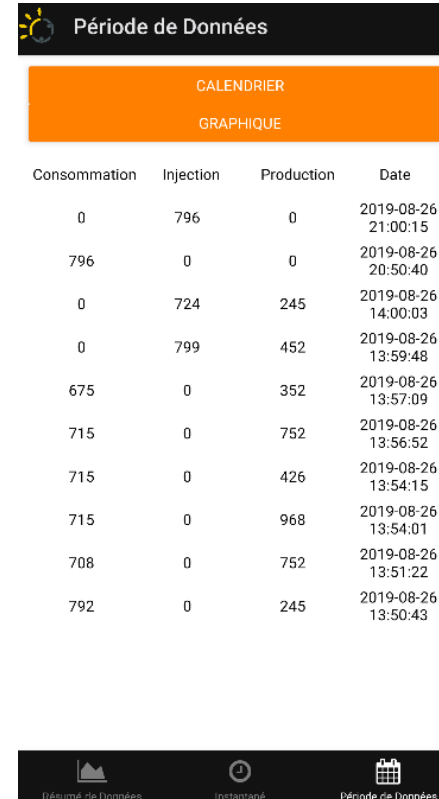 Période de Données
CALENDRIER
GRAPHIQUE
Consommation Injection Production Date
0 796 0 2019-08-26 21:00:15
796 0 0 2019-08-26 20:50:40
0 724 245 2019-08-26 14:00:03
0 799 452 2019-08-26 13:59:48
675 0 352 2019-08-26 13:57:09
715 0 752 2019-08-26 13:56:52
715 0 426 2019-08-26 13:54:15
715 0 968 2019-08-26 13:54:01
708 0 752 2019-08-26 13:51:22
792 0 245 2019-08-26 13:50:43
Résumé de Données Instantané Période de Données